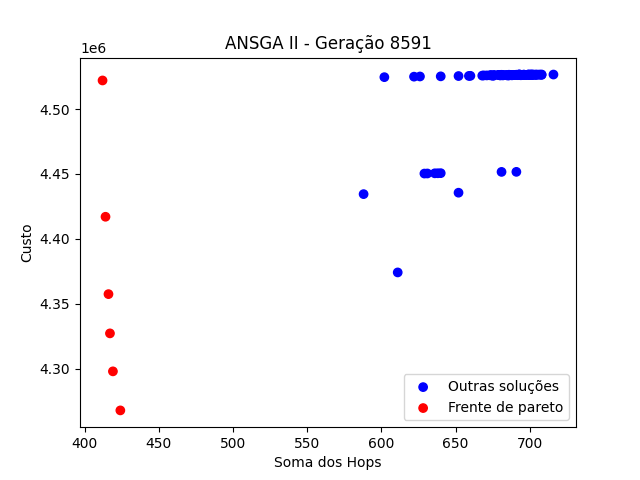 ANSGA II - Geração 8591
1e6
4.50
4.45
4.40
4.35
4.30
Custo
400 450 500 550 600 650 700
Soma dos Hops
Outras soluções
Frente de pareto